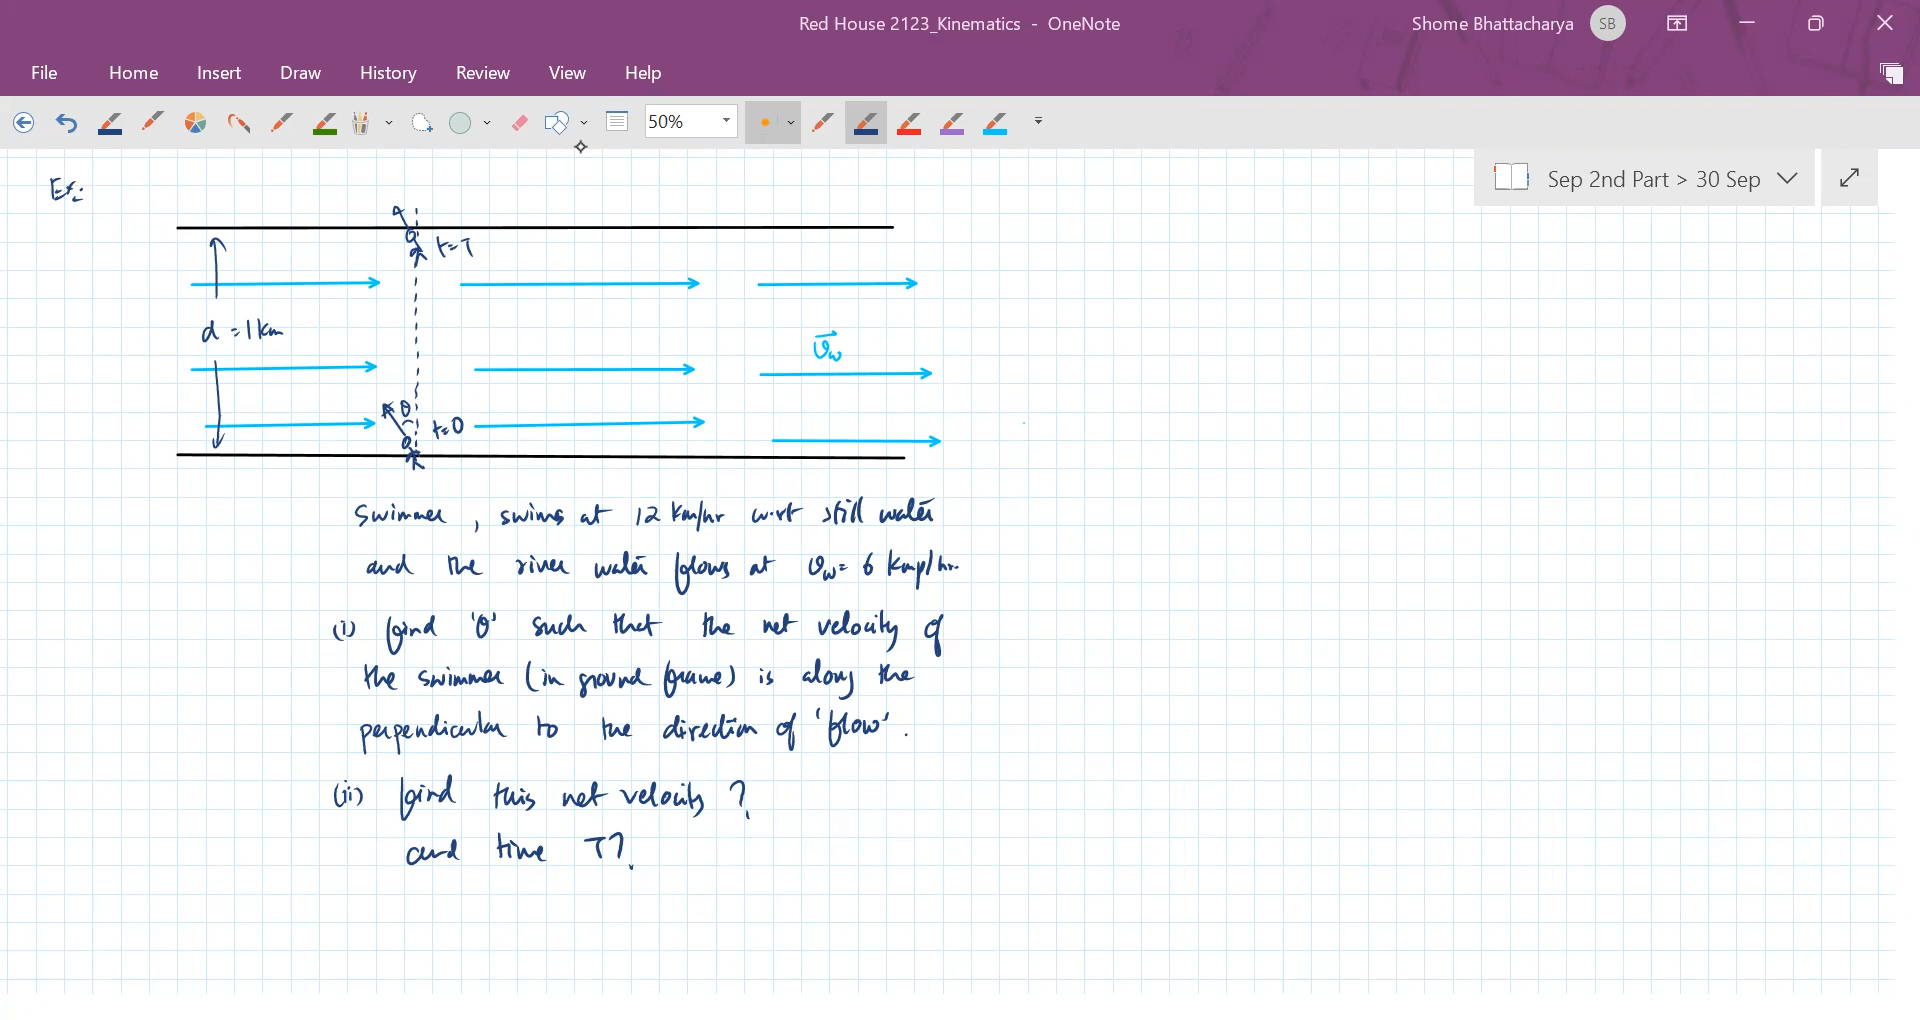 Red House 2123_Kinematics - OneNote
Shome Bhattacharya SB
File Home Insert Draw History Review View Help
50%
Sep 2nd Part > 30 Sep
Ex:
t=T
d = 1 km
v⃗w
θ
t=0
Swimmer, swims at 12 km/hr w.r.t still water
and the river water flows at vw = 6 kmp/hr.
(i) find 'θ' such that the net velocity of
the swimmer (in ground frame) is along the
perpendicular to the direction of 'flow'.
(ii) find this net velocity ?
and time T?